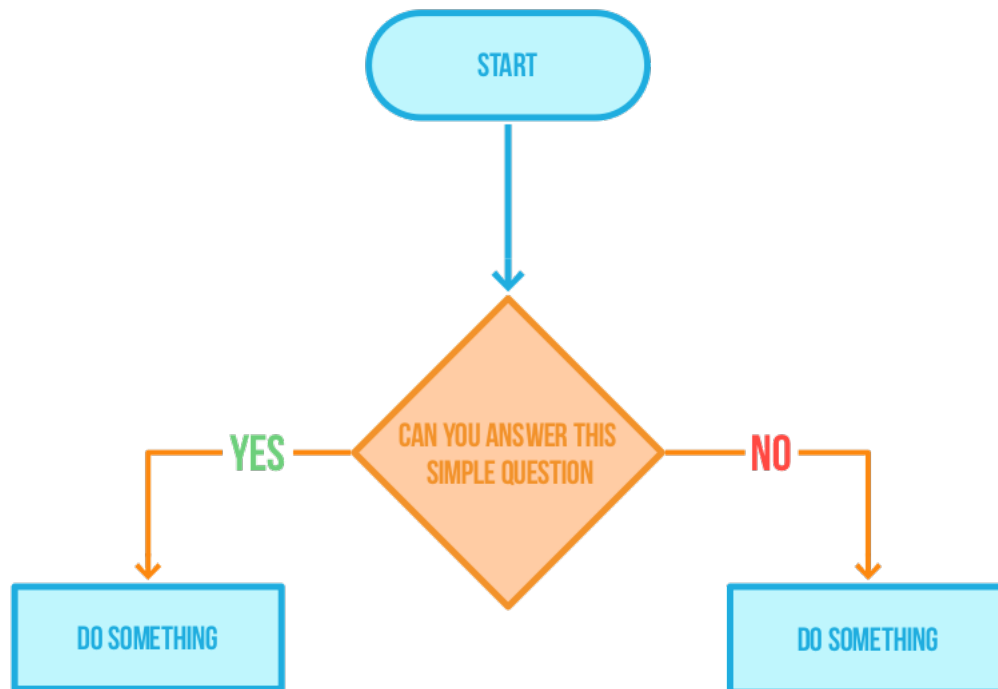 START
CAN YOU ANSWER THIS
SIMPLE QUESTION
YES
NO
DO SOMETHING
DO SOMETHING